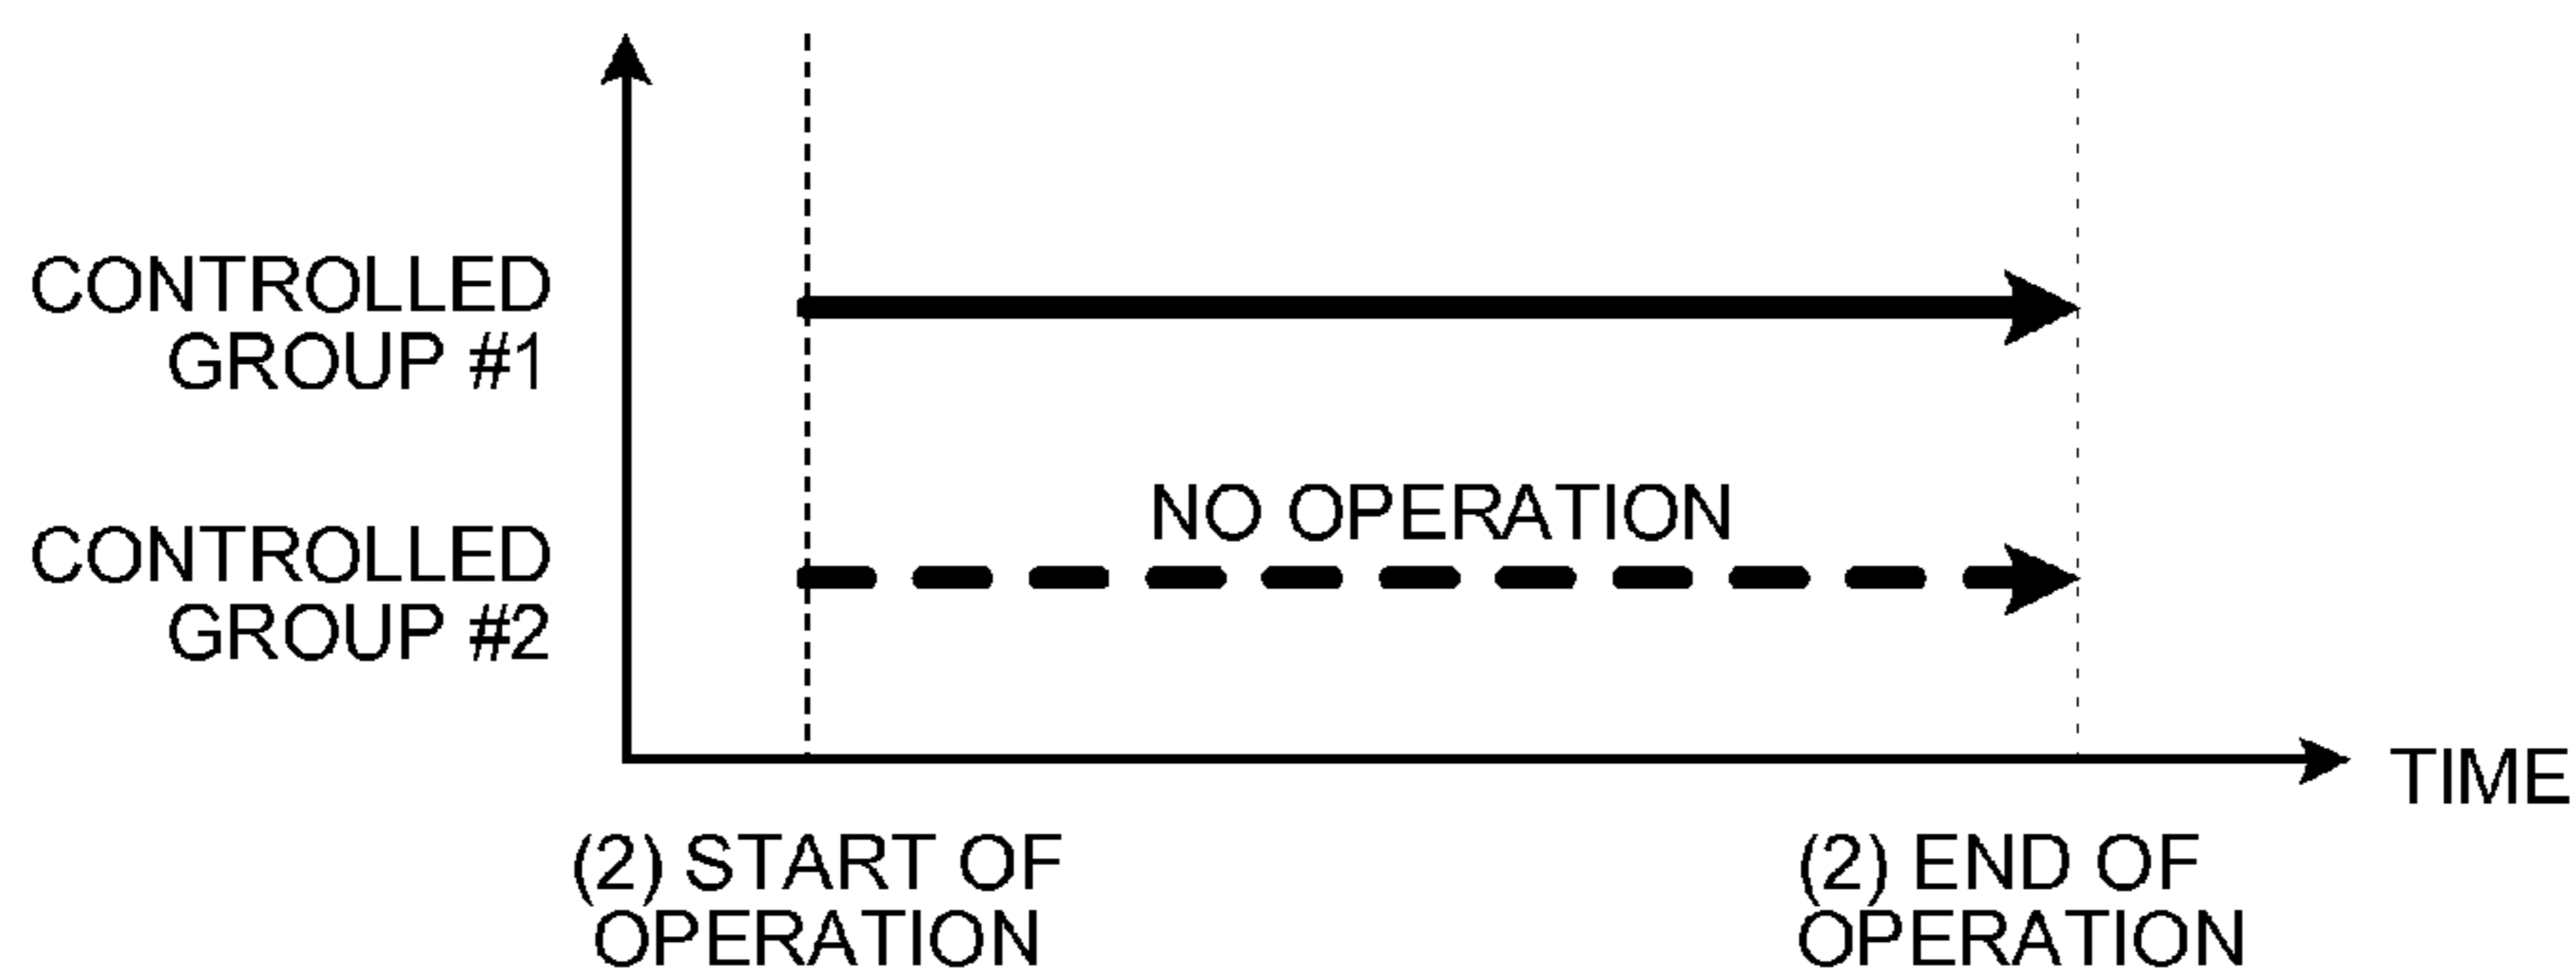 CONTROLLED
GROUP #1
NO OPERATION
CONTROLLED
GROUP #2
TIME
(2) START OF
OPERATION
(2) END OF
OPERATION